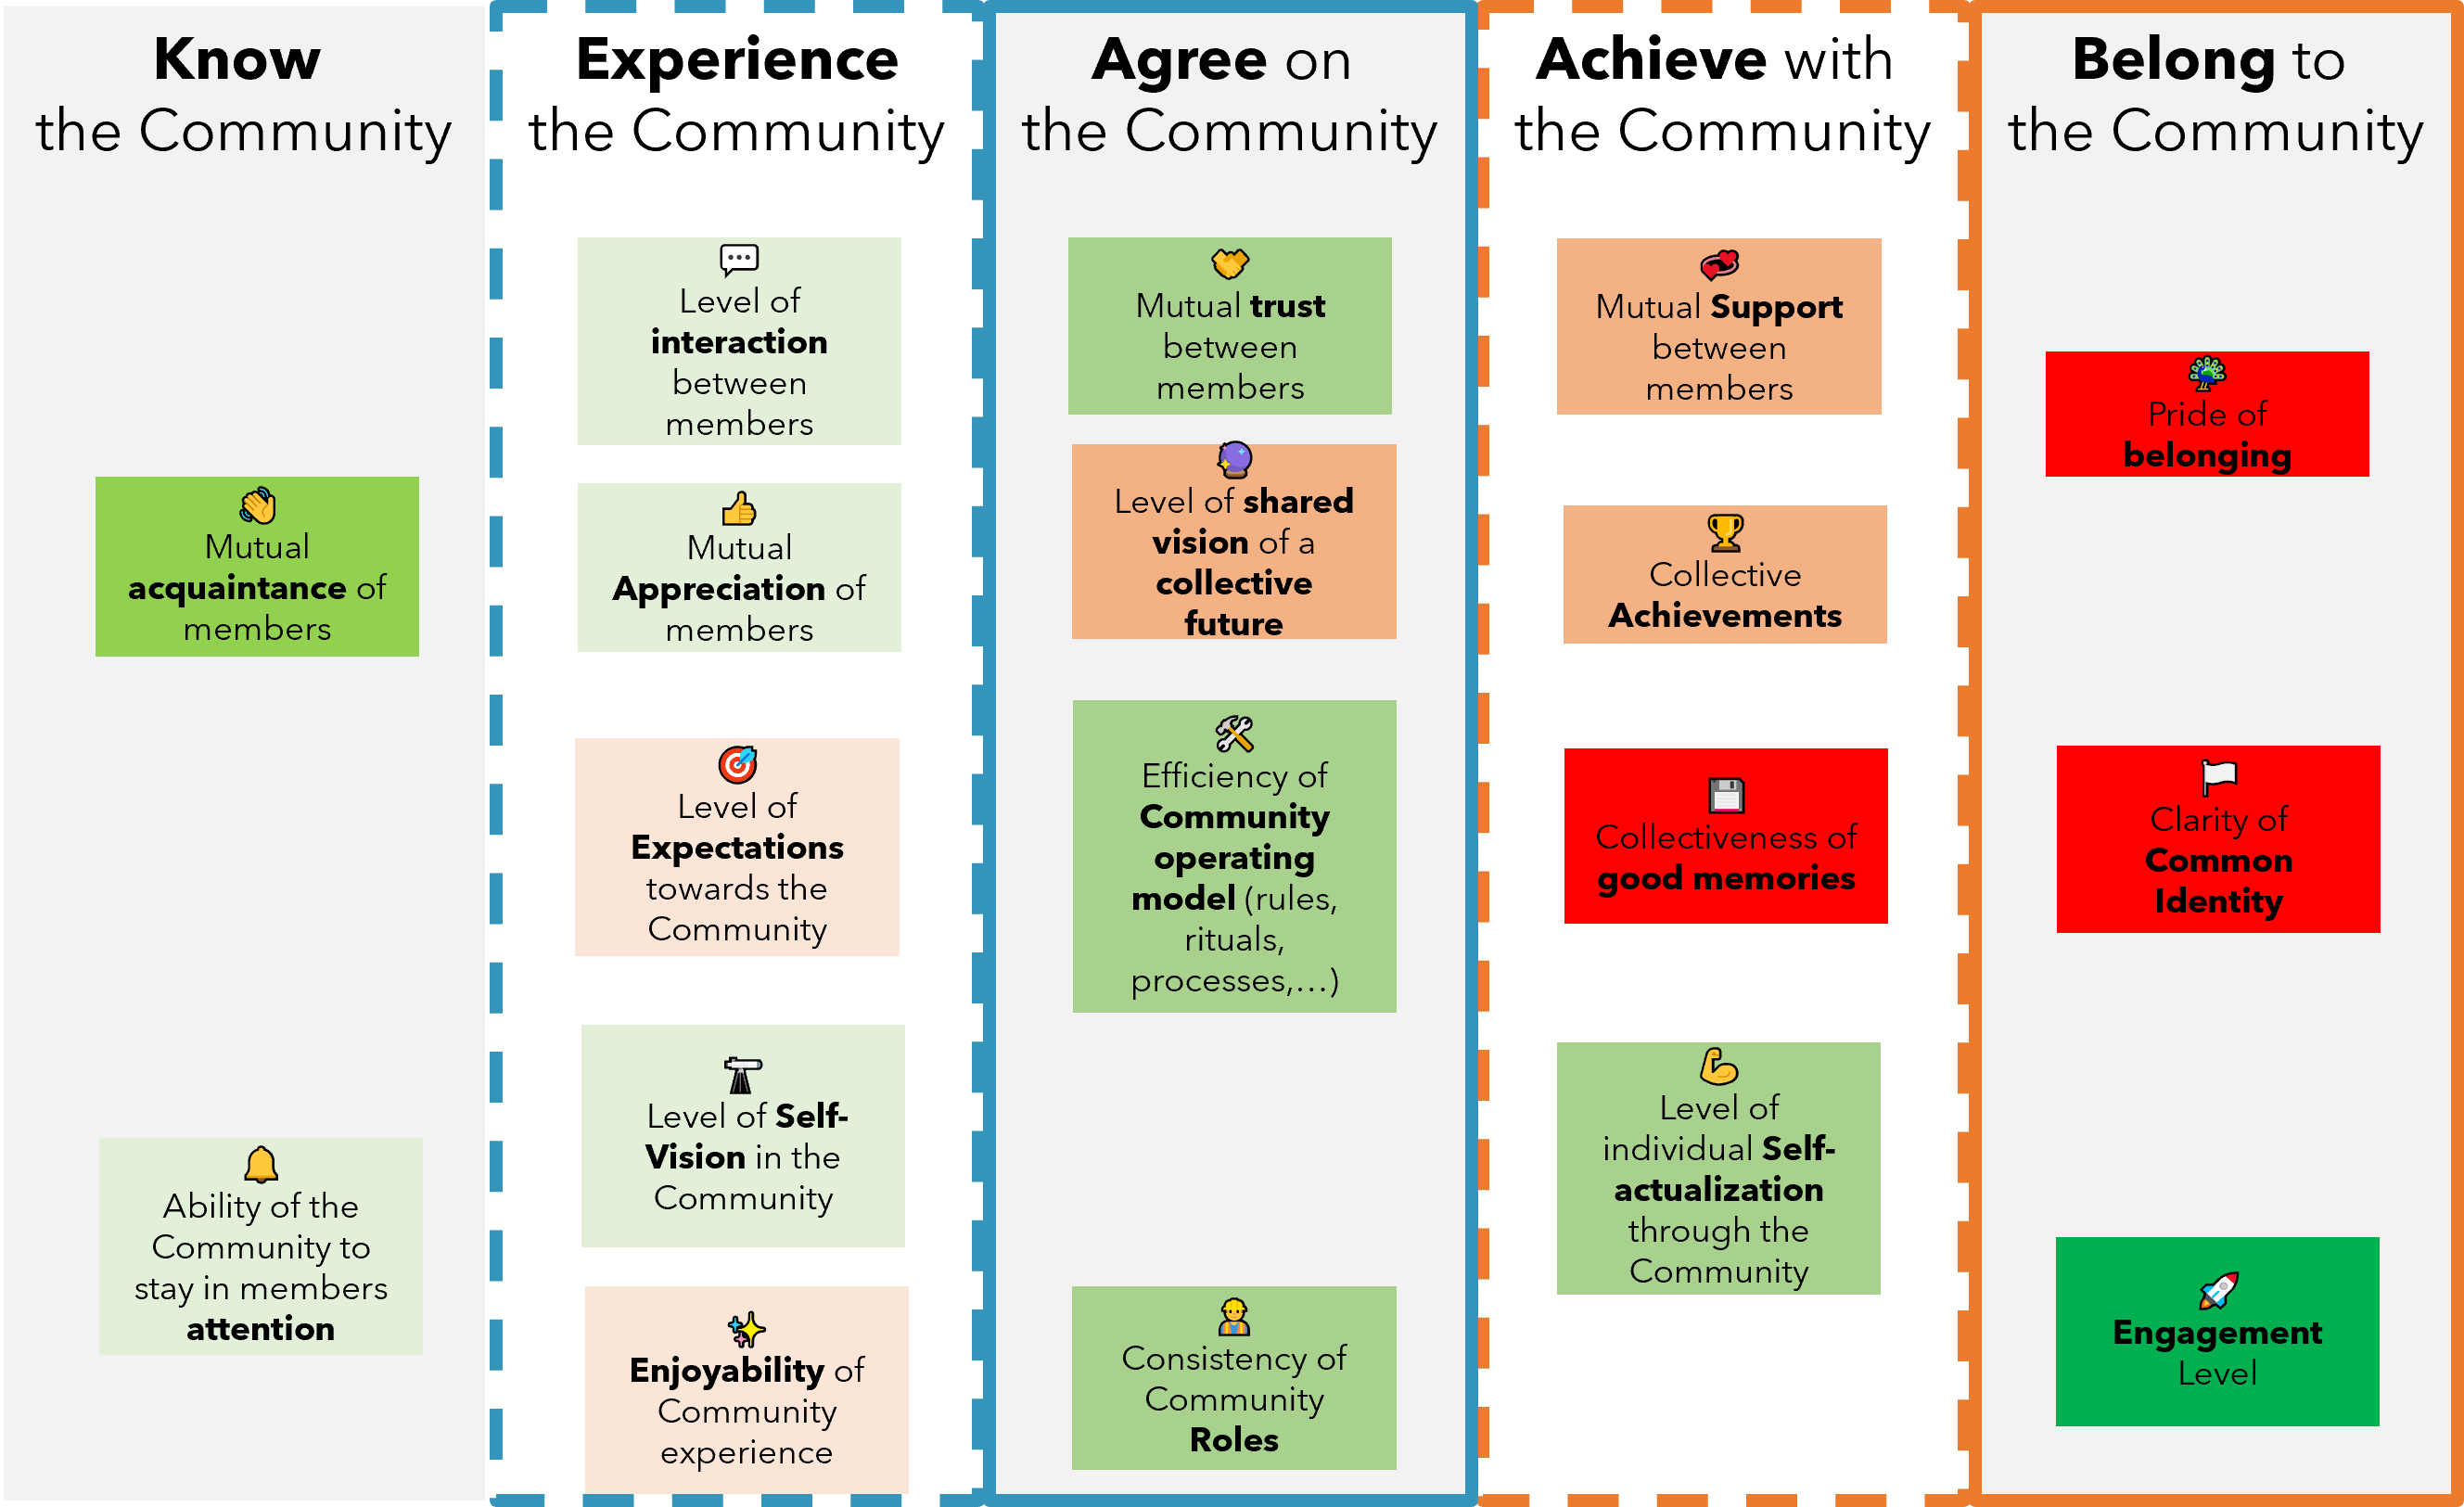 Know
the Community
Mutual
acquaintance of
members
Ability of the
Community to
stay in members
attention
Experience
the Community
Level of
interaction
between
members
Mutual
Appreciation of
members
Level of
Expectations
towards the
Community
Level of Self-
Vision in the
Community
Enjoyability of
Community
experience
Agree on
the Community
Mutual trust
between
members
Level of shared
vision of a
collective
future
Efficiency of
Community
operating
model (rules,
rituals,
processes,...)
Consistency of
Community
Roles
Achieve with
the Community
Mutual Support
between
members
Collective
Achievements
Collectiveness of
good memories
Level of
individual Self-
actualization
through the
Community
Belong to
the Community
Pride of
belonging
Clarity of
Common
Identity
Engagement
Level